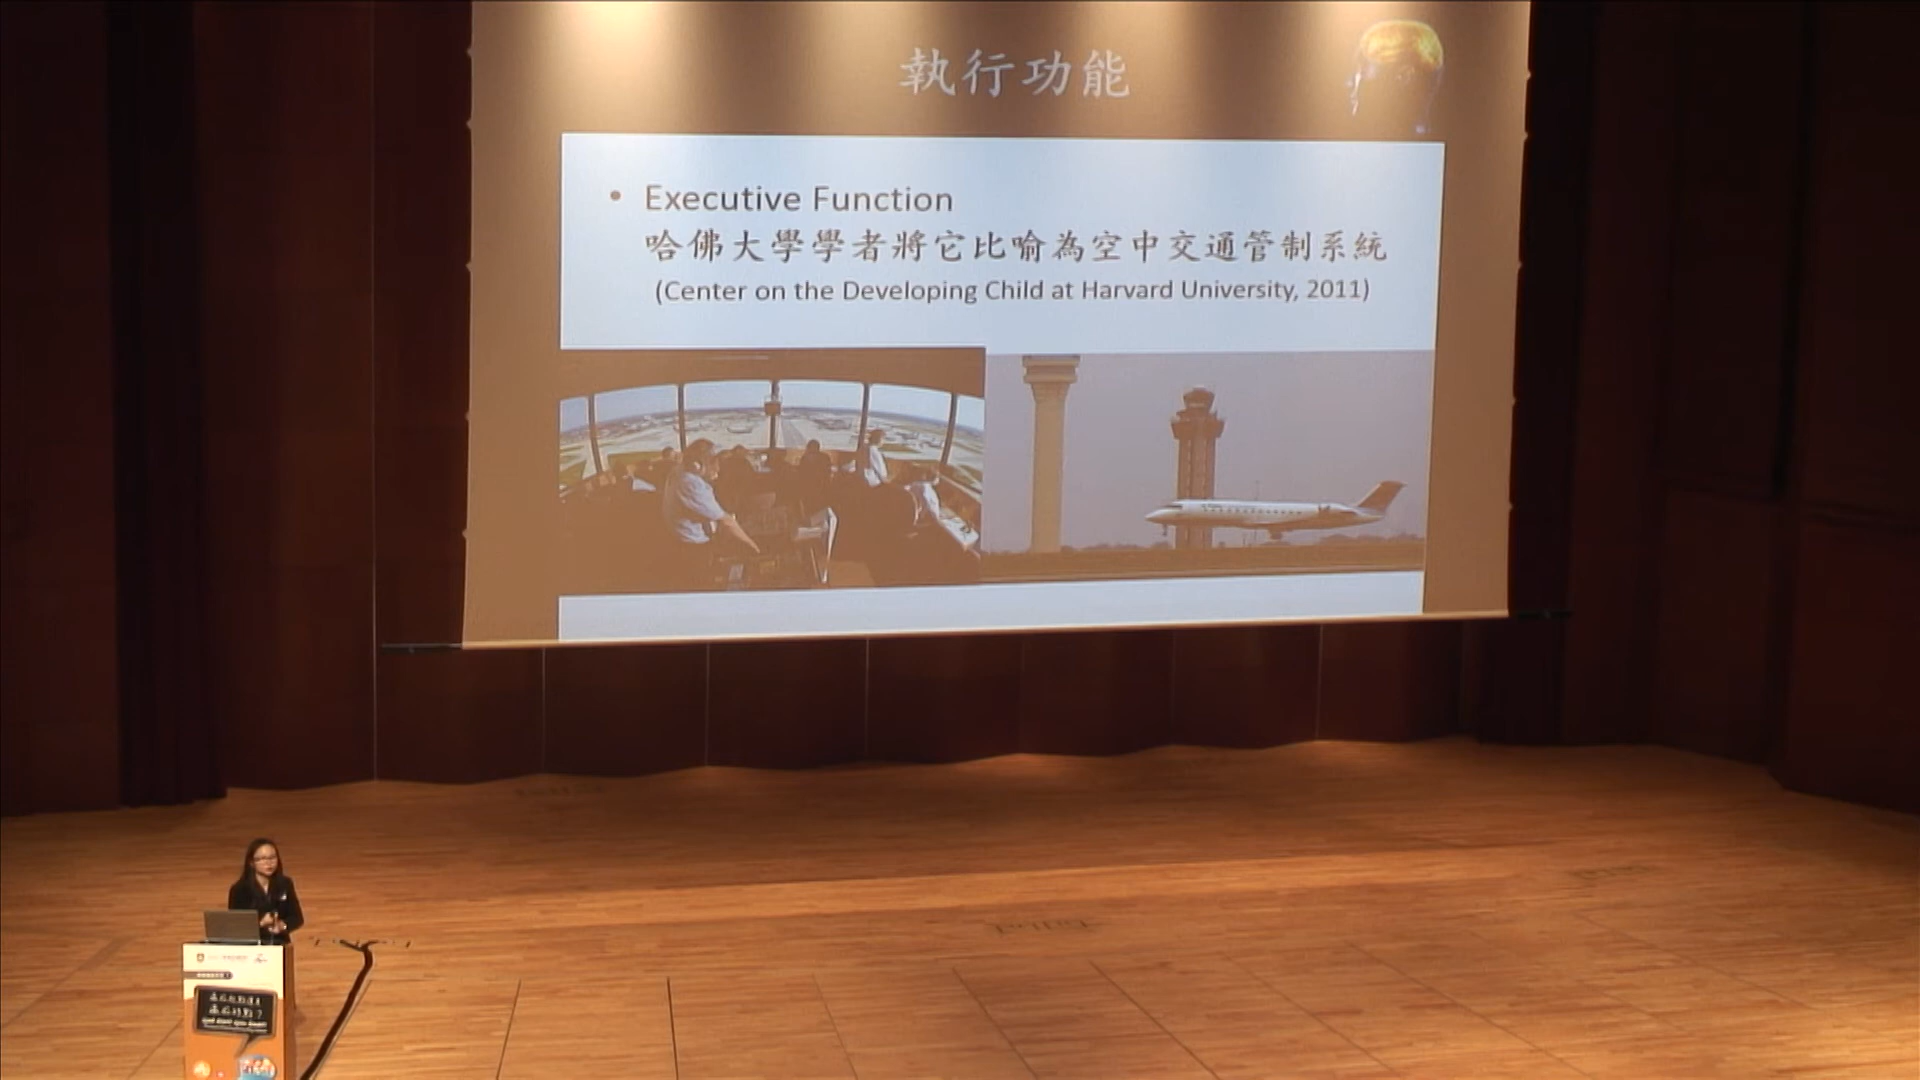 執行功能
• Executive Function
哈佛大學學者將它比喻為空中交通管制系統
(Center on the Developing Child at Harvard University, 2011)